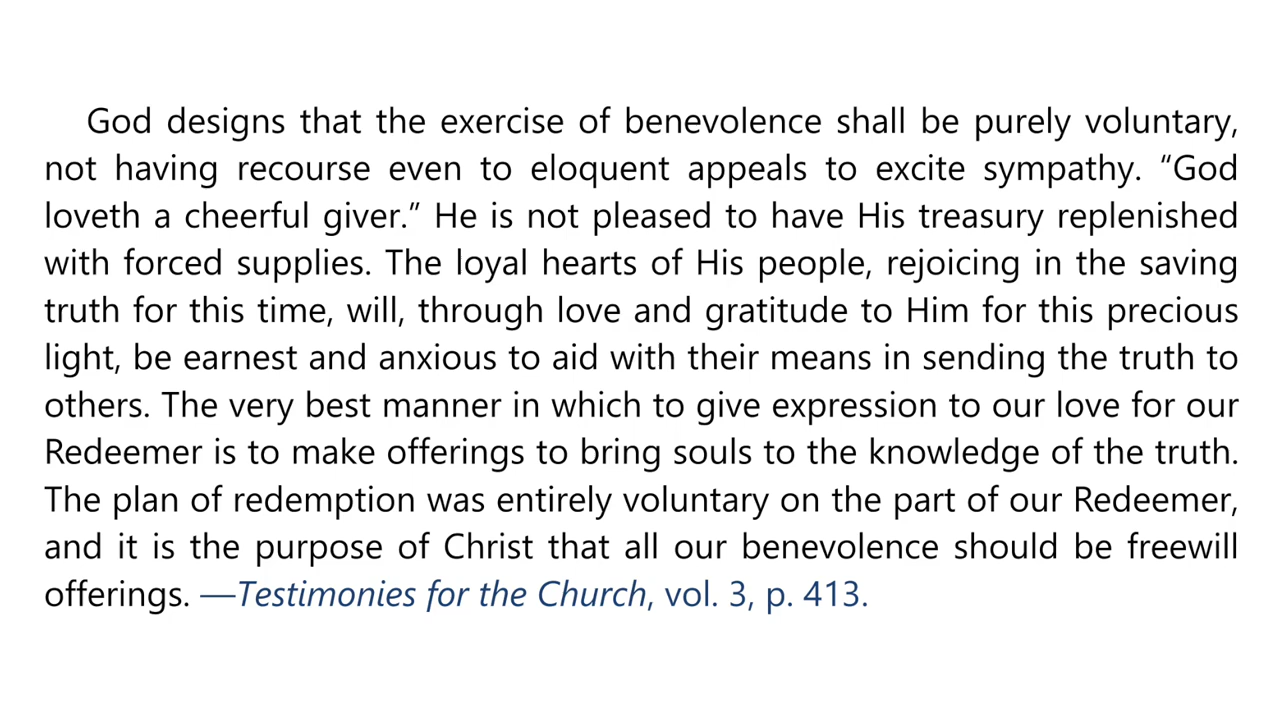 God designs that the exercise of benevolence shall be purely voluntary,
not having recourse even to eloquent appeals to excite sympathy. “God
loveth a cheerful giver.” He is not pleased to have His treasury replenished
with forced supplies. The loyal hearts of His people, rejoicing in the saving
truth for this time, will, through love and gratitude to Him for this precious
light, be earnest and anxious to aid with their means in sending the truth to
others. The very best manner in which to give expression to our love for our
Redeemer is to make offerings to bring souls to the knowledge of the truth.
The plan of redemption was entirely voluntary on the part of our Redeemer,
and it is the purpose of Christ that all our benevolence should be freewill
offerings. —Testimonies for the Church, vol. 3, p. 413.